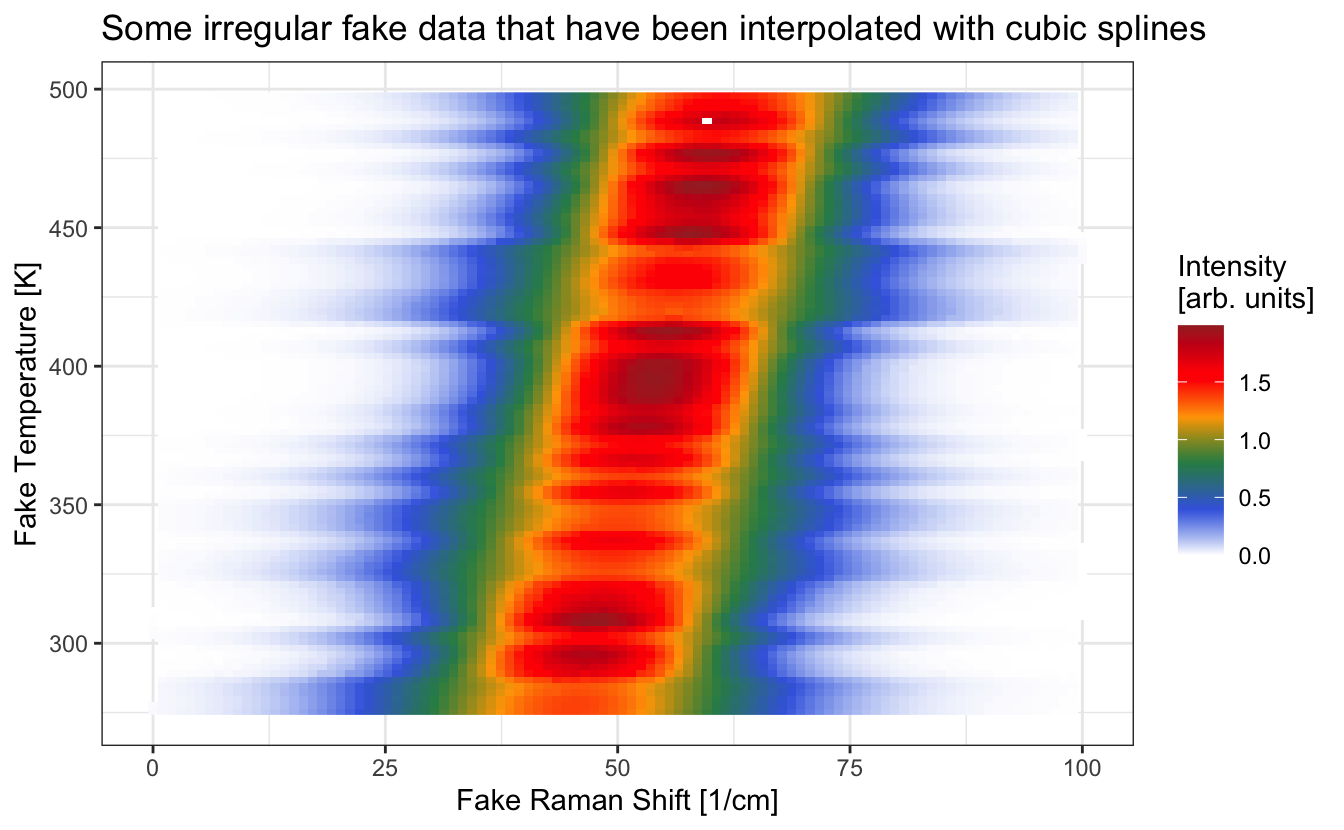 Some irregular fake data that have been interpolated with cubic splines
500
450
400
350
300
Fake Temperature [K]
0 25 50 75 100
Fake Raman Shift [1/cm]
Intensity
[arb. units]
1.5
1.0
0.5
0.0